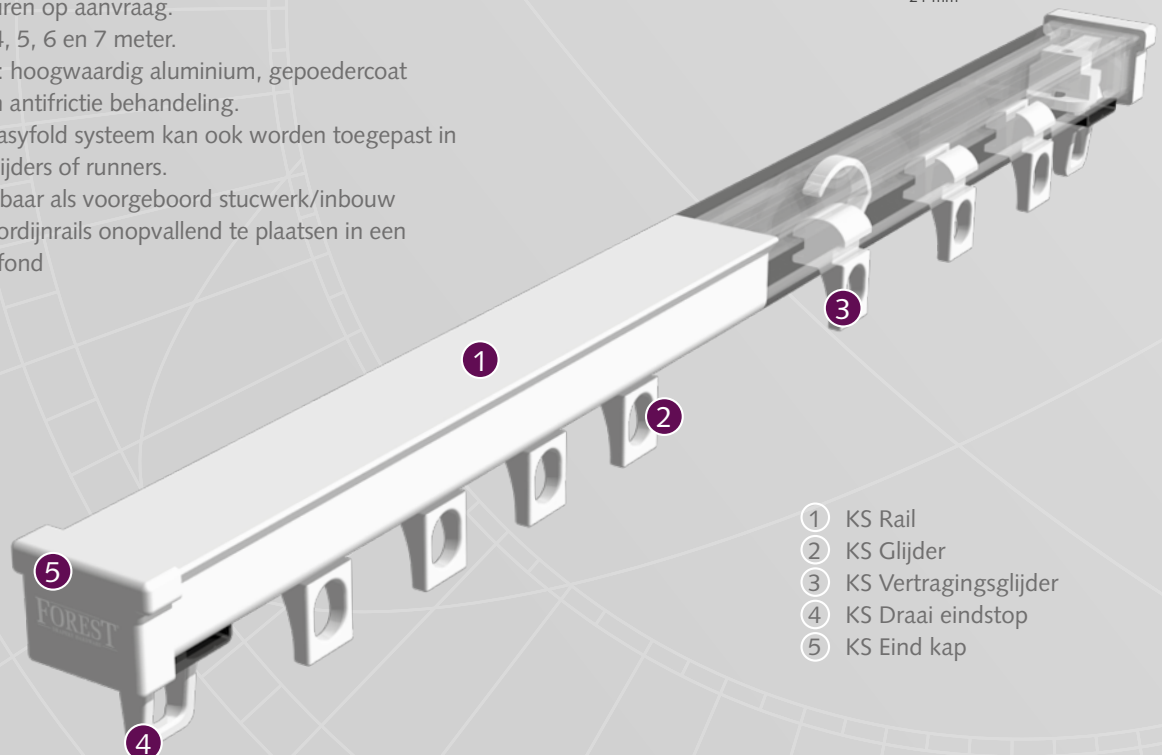 ren op aanvraag.
4, 5, 6 en 7 meter.
: hoogwaardig aluminium, gepoedercoat
antifrictie behandeling.
asyfold systeem kan ook worden toegepast in
ijders of runners.
baar als voorgeboord stucwerk/inbouw
ordijnrails onopvallend te plaatsen in een
fond
3
1
2
5
FOREST
4
1 KS Rail
2 KS Glijder
3 KS Vertragingsglijder
4 KS Draai eindstop
5 KS Eind kap